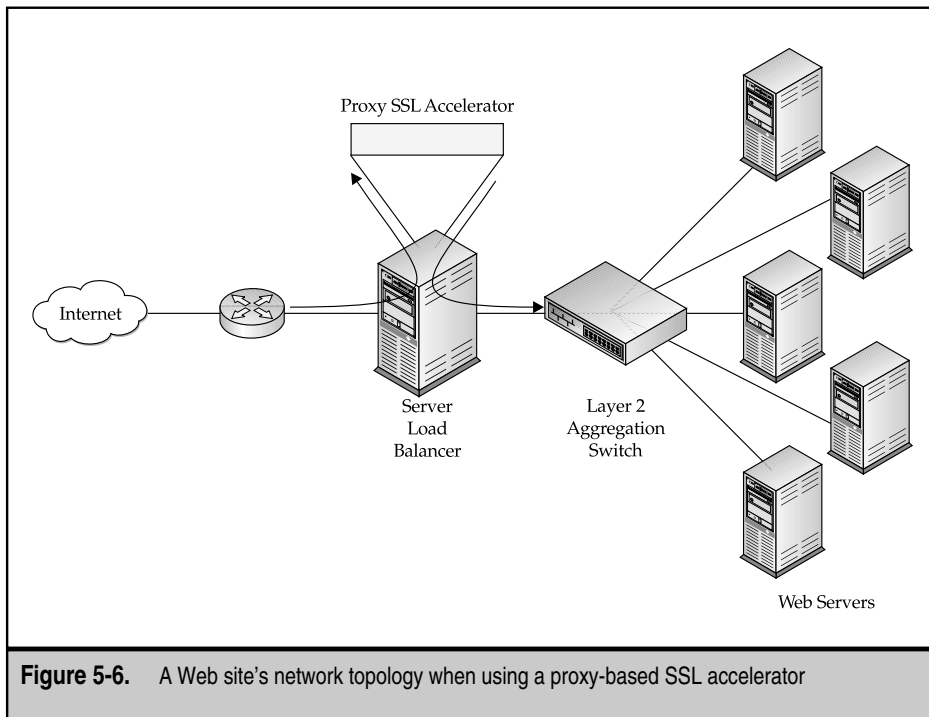 Proxy SSL Accelerator
Internet
Server
Load
Balancer
Layer 2
Aggregation
Switch
Web Servers
Figure 5-6. A Web site's network topology when using a proxy-based SSL accelerator